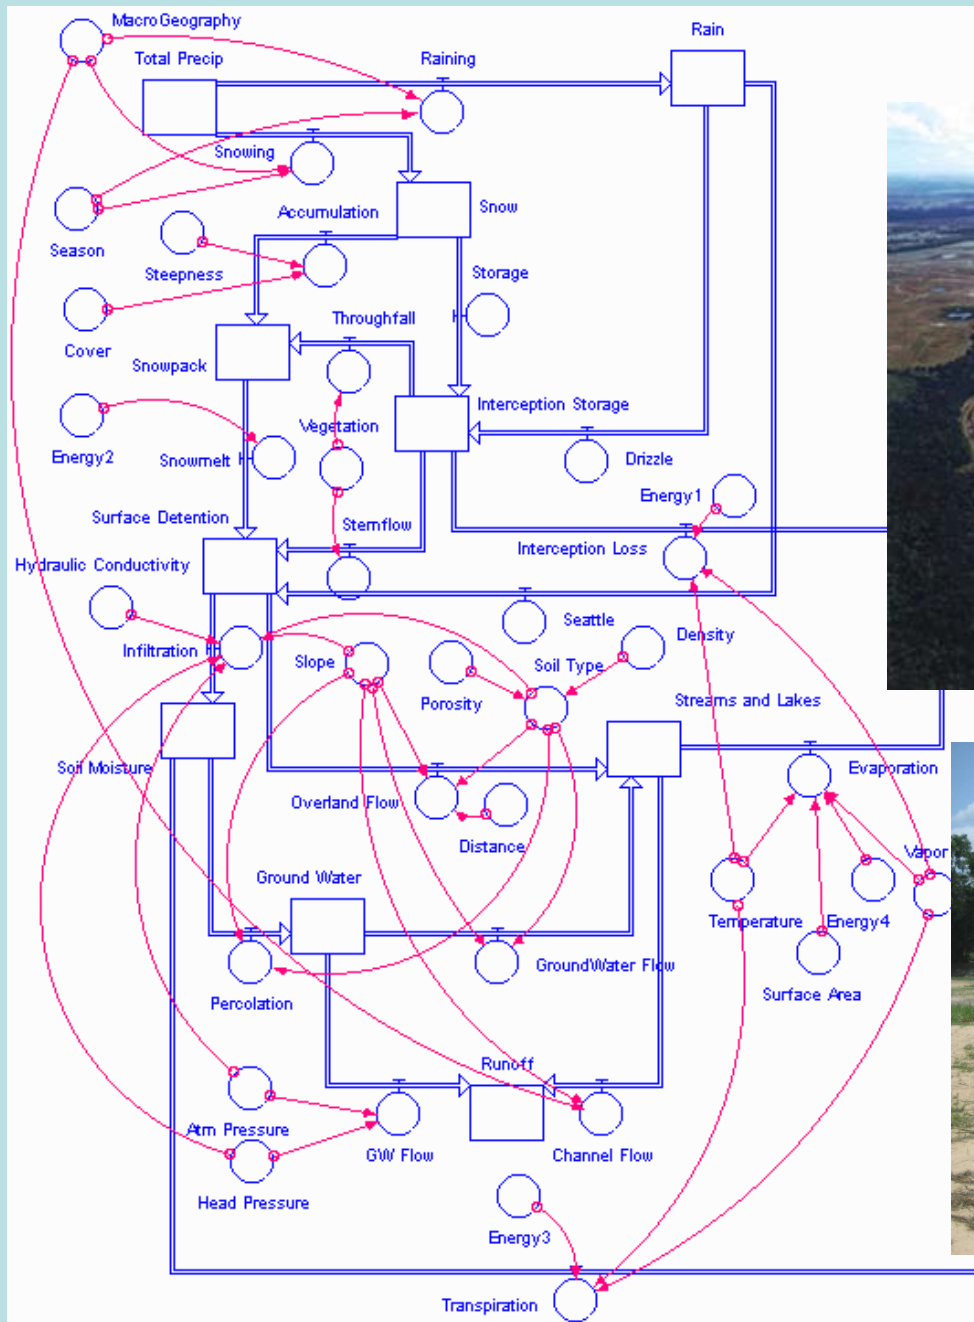 MacroGeography
Rain
Total Precip
Raining
Snowing
Accumulation
Snow
Season
Steepness
Storage
Throughfall
Cover
Snowpack
Interception Storage
Vegetation
Energy2
Snowmelt
Drizzle
Energy1
Surface Detention
Stemflow
Interception Loss
Hydraulic Conductivity
Seattle
Density
Infiltration
Slope
Soil Type
Porosity
Streams and Lakes
Soil Moisture
Evaporation
Overland Flow
Distance
Vapor
Ground Water
Temperature
Energy4
GroundWater Flow
Percolation
Surface Area
Runoff
Atm Pressure
GW Flow
Channel Flow
Head Pressure
Energy3
Transpiration